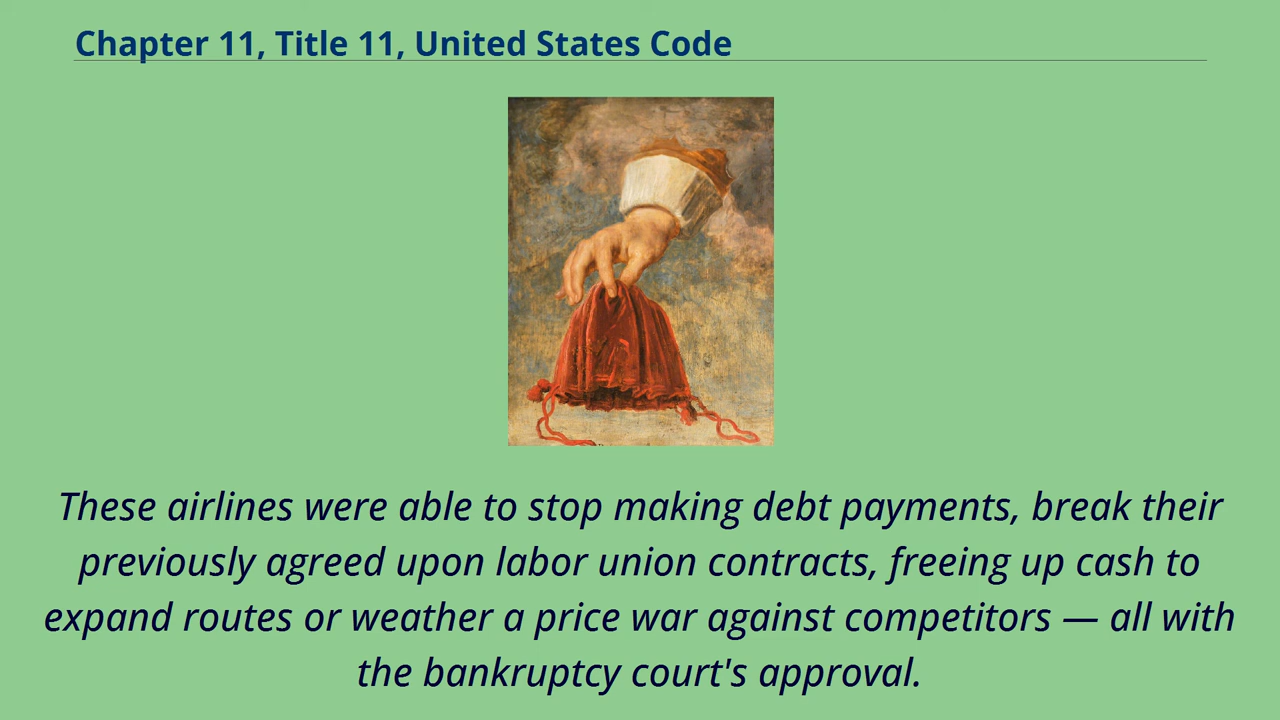 Chapter 11, Title 11, United States Code
These airlines were able to stop making debt payments, break their
previously agreed upon labor union contracts, freeing up cash to
expand routes or weather a price war against competitors — all with
the bankruptcy court's approval.